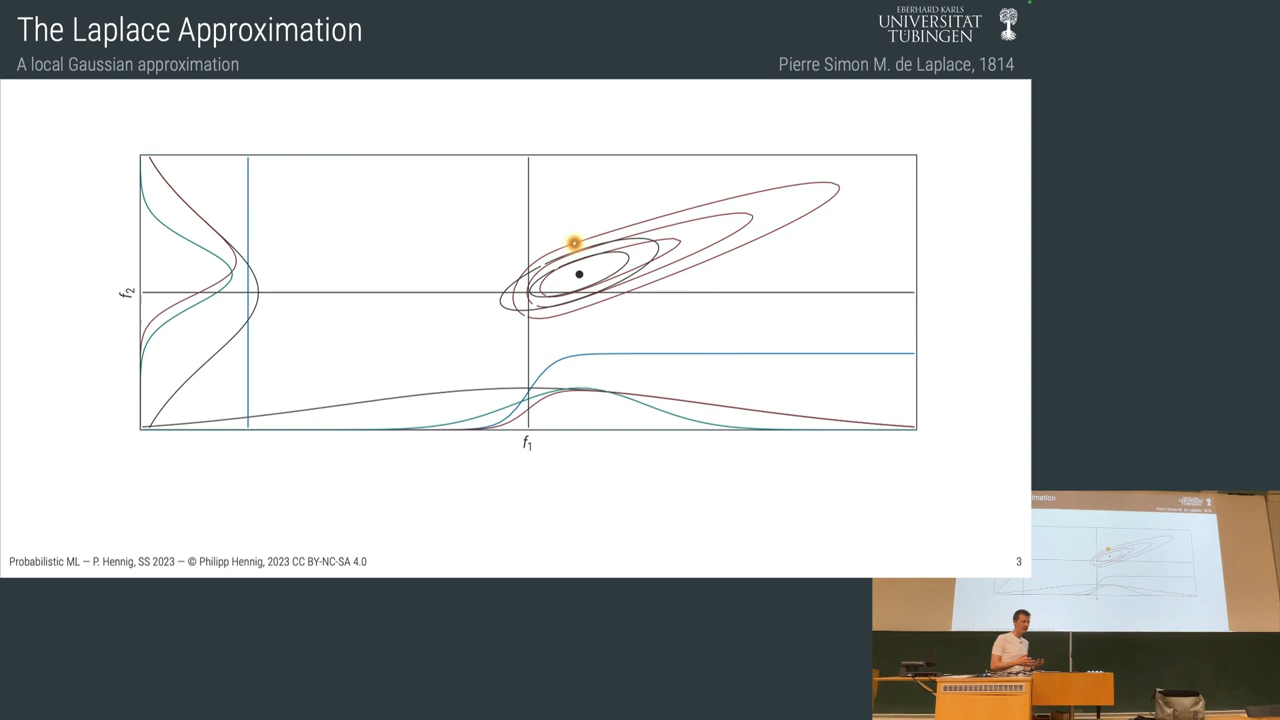 The Laplace Approximation
A local Gaussian approximation
EBERHARD KARLS
UNIVERSITÄT
TÜBINGEN
Pierre Simon M. de Laplace, 1814
f2
f1
Probabilistic ML — P. Hennig, SS 2023 — © Philipp Hennig, 2023 CC BY-NC-SA 4.0
3